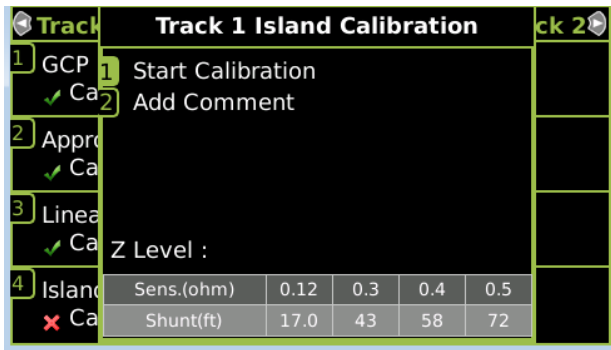 Track
Track 1 Island Calibration
ck 2
1
GCP
Ca
2
Appro
Ca
3
Linea
Ca
4
Island
Ca
1 Start Calibration
2 Add Comment
Z Level :
Sens.(ohm) 0.12 0.3 0.4 0.5
Shunt(ft) 17.0 43 58 72